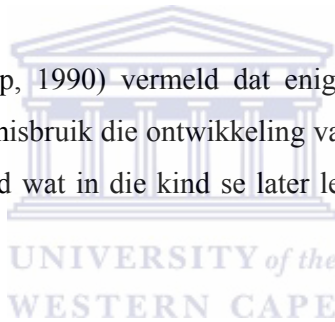 p, 1990) vermeld dat enig
nisbruik die ontwikkeling va
d wat in die kind se later le
UNIVERSITY of the
WESTERN CAPE